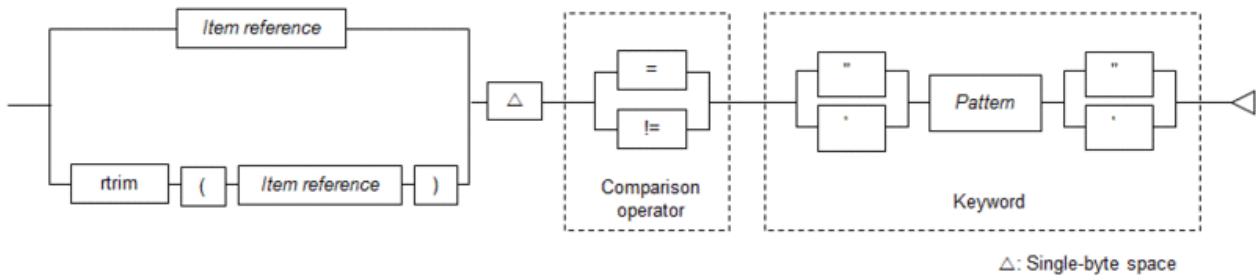 Item reference
rtrim
(
Item reference
)
△
=
!=
Comparison
operator
"
'
Pattern
"
'
Keyword
△: Single-byte space